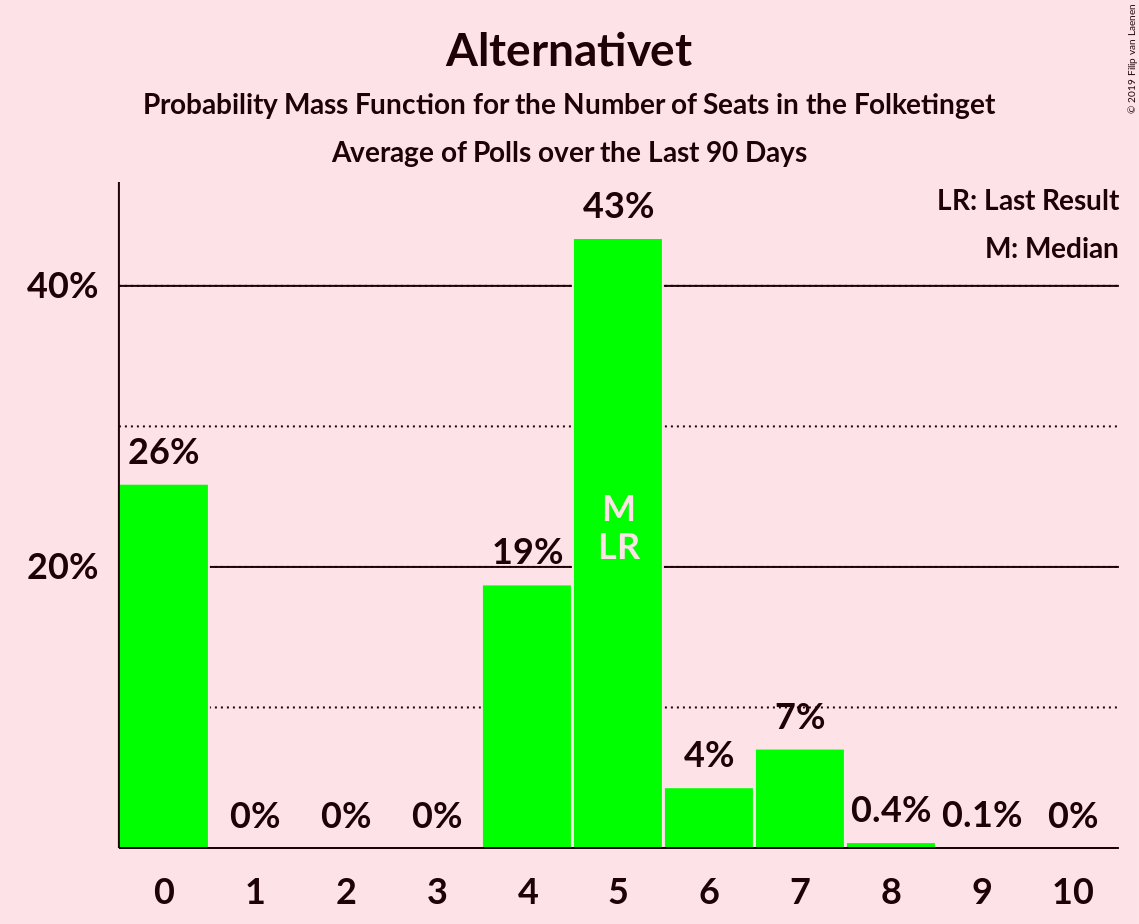 Alternativet
Probability Mass Function for the Number of Seats in the Folketinget
Average of Polls over the Last 90 Days
© 2019 Filip van Laenen
LR: Last Result
M: Median
40%
20%
26%
0%
0%
0%
19%
43%
M
LR
4%
7%
0.4%
0.1%
0%
0 1 2 3 4 5 6 7 8 9 10